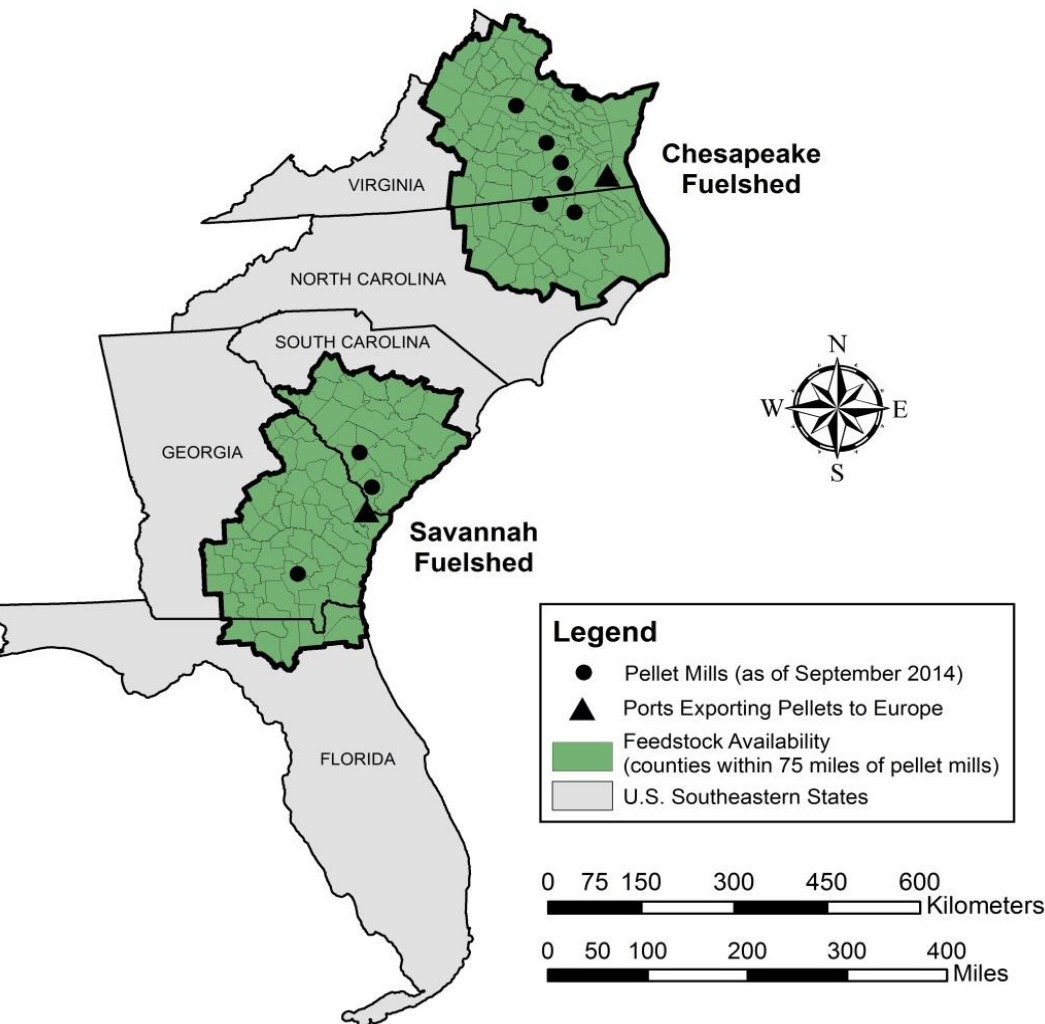 Chesapeake
Fuelshed
VIRGINIA
NORTH CAROLINA
SOUTH CAROLINA
N
W
E
S
GEORGIA
Savannah
Fuelshed
FLORIDA
Legend
Pellet Mills (as of September 2014)
Ports Exporting Pellets to Europe
Feedstock Availability
(counties within 75 miles of pellet mills)
U.S. Southeastern States
0 75 150 300 450 600
Kilometers
0 50 100 200 300 400
Miles